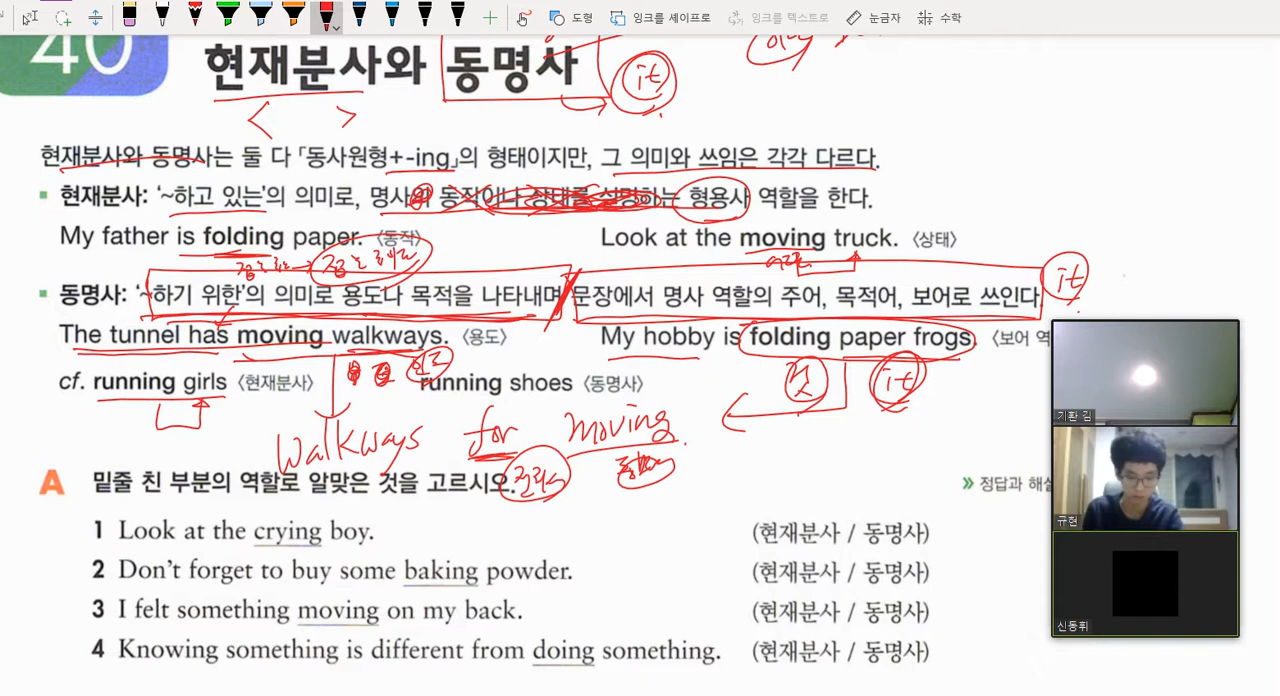 도형 잉크를 셰이프로 잉크를 텍스트로 눈금자 수학
40
현재분사와 동명사
it
< >
현재분사와 동명사는 둘 다 「동사원형+-ing」의 형태이지만, 그 의미와 쓰임은 각각 다르다.
현재분사: '~하고 있는'의 의미로, 명사의 동작이나 상태를 설명하는 형용사 역할을 한다.
My father is folding paper. 〈동작〉 Look at the moving truck. 〈상태〉
it
동명사: '~하기 위한'의 의미로 용도나 목적을 나타내며 문장에서 명사 역할의 주어, 목적어, 보어로 쓰인다.
The tunnel has moving walkways. 〈용도〉 My hobby is folding paper frogs. 〈보어 역
cf. running girls 〈현재분사〉 running shoes 〈동명사〉
것 it
walkways for moving
A 밑줄 친 부분의 역할로 알맞은 것을 고르시오.
» 정답과 해설
1 Look at the crying boy. (현재분사 / 동명사)
2 Don't forget to buy some baking powder. (현재분사 / 동명사)
3 I felt something moving on my back. (현재분사 / 동명사)
4 Knowing something is different from doing something. (현재분사 / 동명사)
기환 김
규현
신동휘